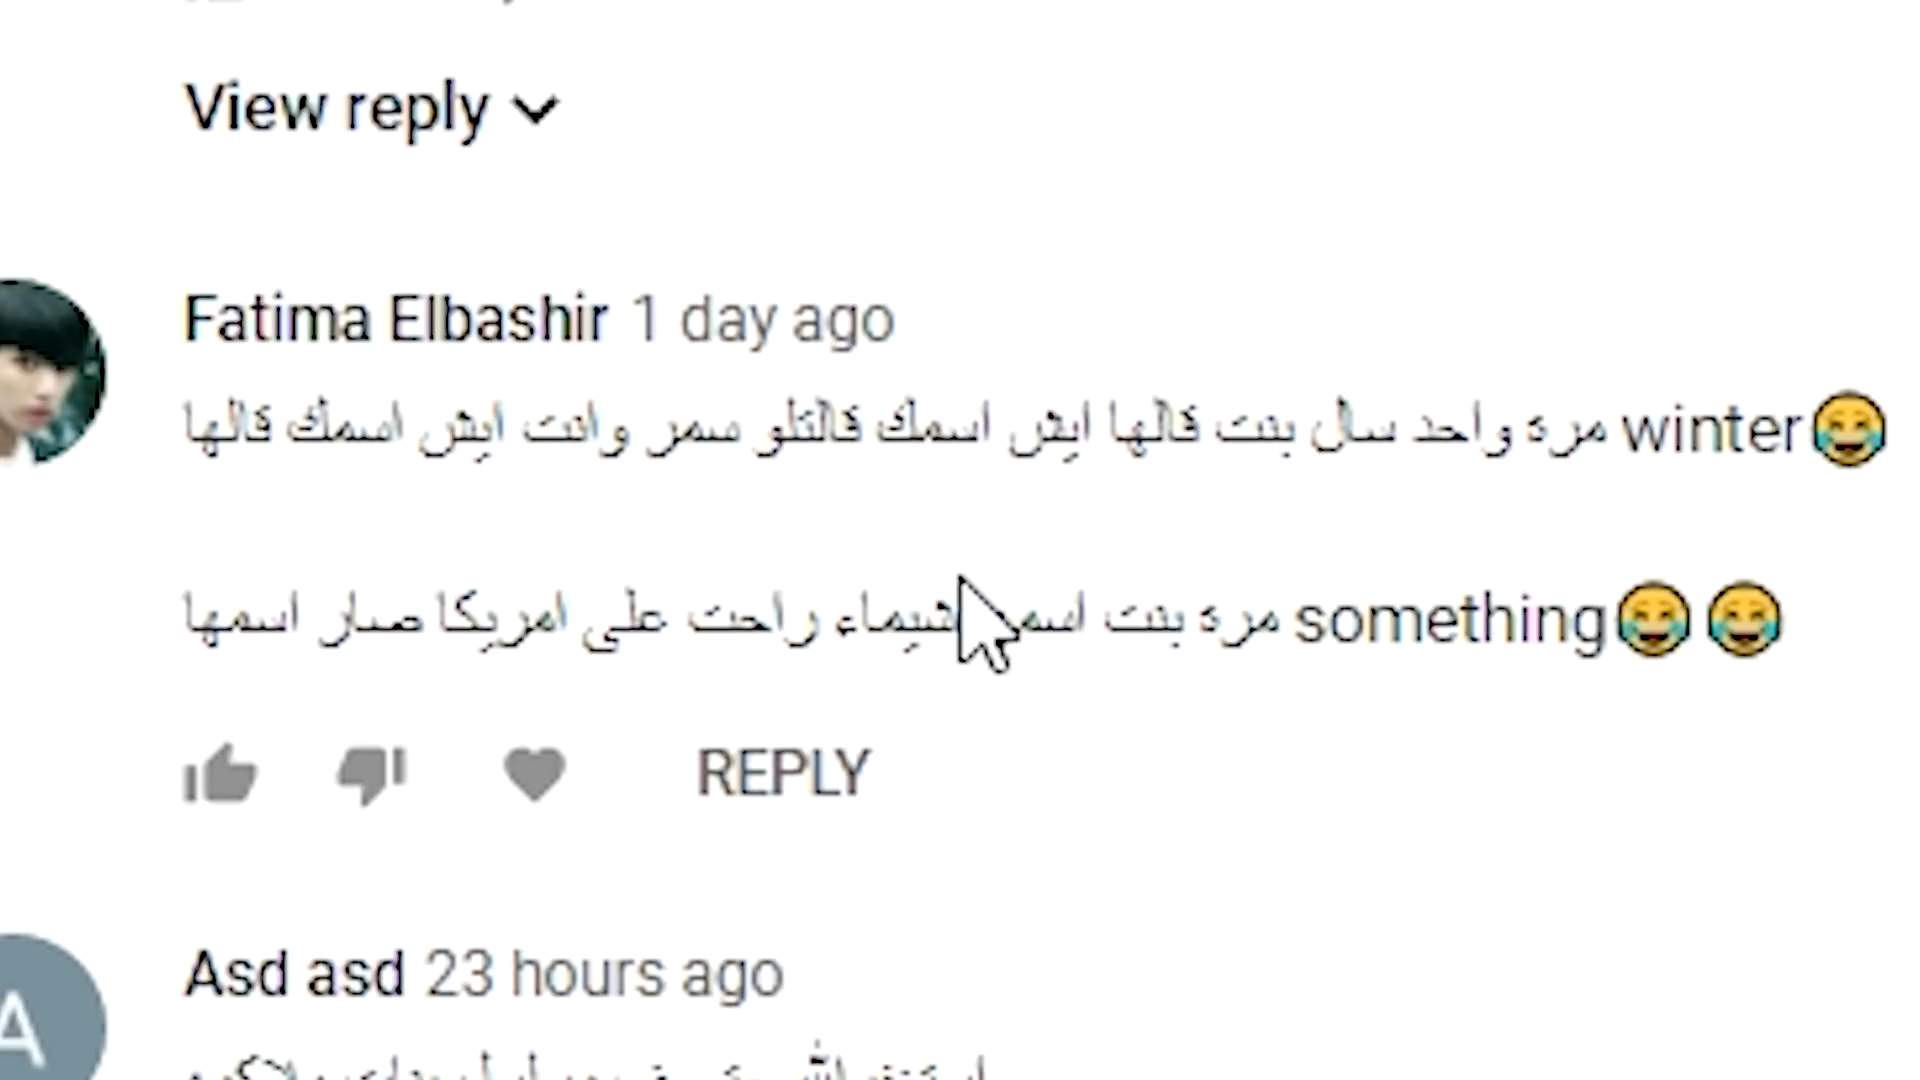 View reply
Fatima Elbashir 1 day ago
مرة واحد سال بنت قالها ايش اسمك قالتلو سمر وانت ايش اسمك قالها winter😂
مرة بنت شيماء راحت على امريكا صار اسمها something😂😂
REPLY
Asd asd 23 hours ago
A